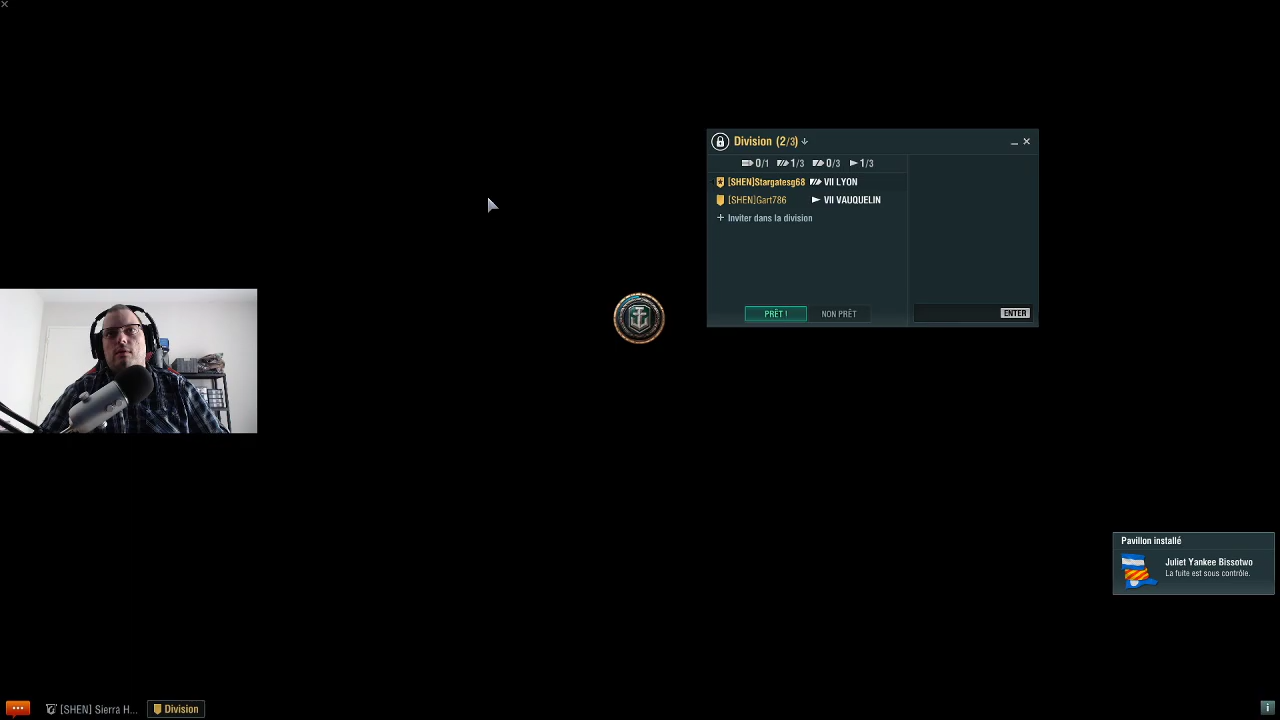 Division (2/3)
0/1 1/3 0/3 1/3
[SHEN]Stargatesg68 VII LYON
[SHEN]Gart786 VII VAUQUELIN
+ Inviter dans la division
PRÊT ! NON PRÊT
ENTER
Pavillon installé
Juliet Yankee Bissotwo
La fuite est sous contrôle.
[SHEN] Sierra H...
Division